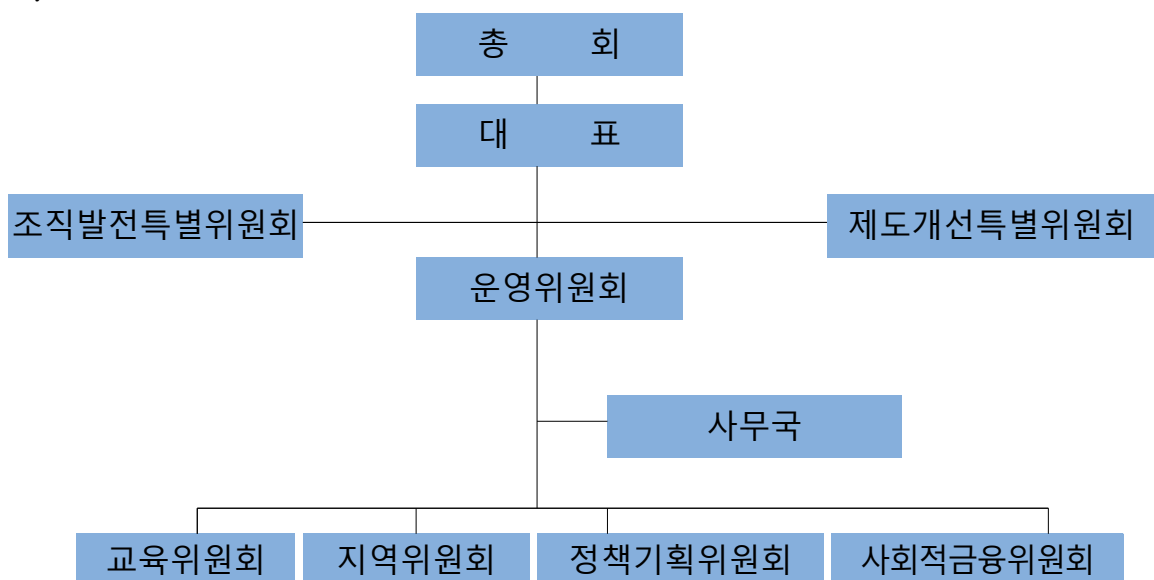 총 회
대 표
조직발전특별위원회
제도개선특별위원회
운영위원회
사무국
교육위원회
지역위원회
정책기획위원회
사회적금융위원회